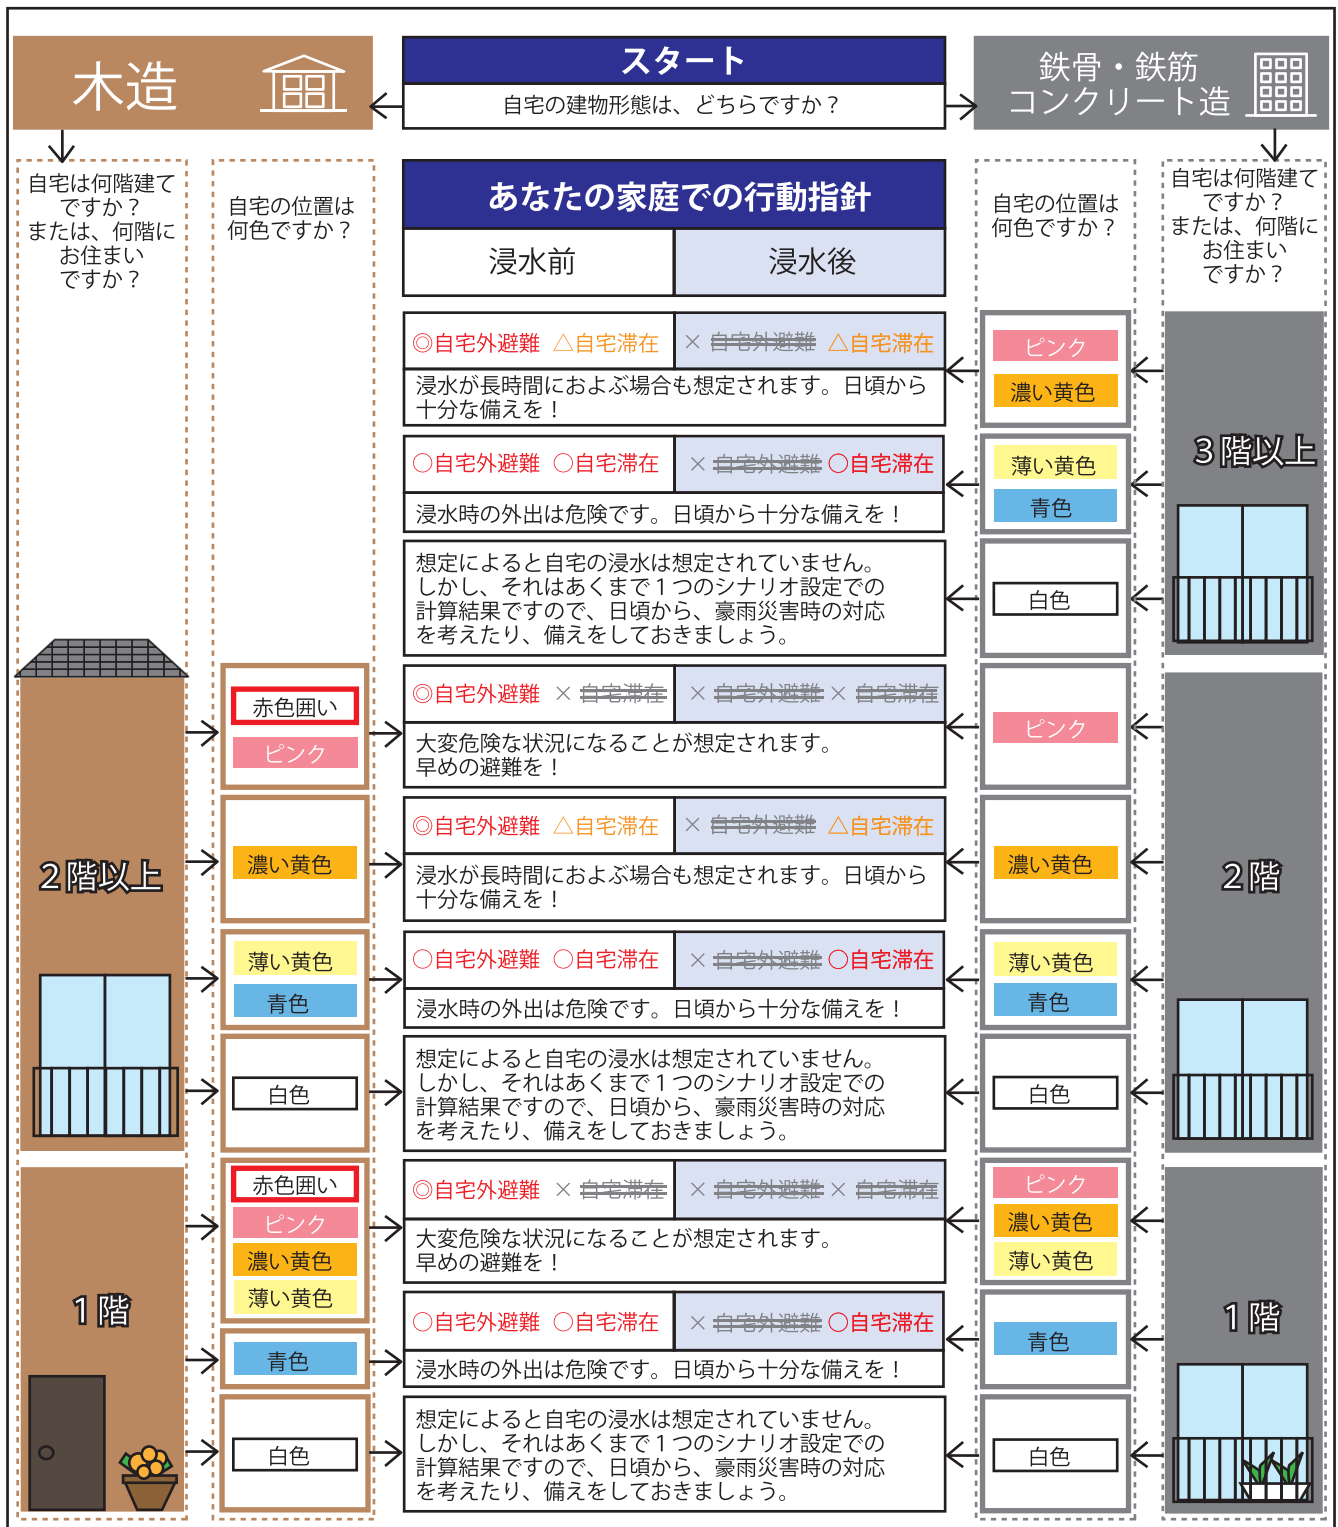 木造
スタート
自宅の建物形態は、どちらですか？
鉄骨・鉄筋
コンクリート造
自宅は何階建て
ですか？
または、何階に
お住まい
ですか？
自宅の位置は
何色ですか？
あなたの家庭での行動指針
浸水前
浸水後
自宅の位置は
何色ですか？
自宅は何階建て
ですか？
または、何階に
お住まい
ですか？
◎自宅外避難 △自宅滞在 × 自宅外避難 △自宅滞在
浸水が長時間におよぶ場合も想定されます。日頃から
十分な備えを！
ピンク
濃い黄色
3階以上
○自宅外避難 ○自宅滞在 × 自宅外避難 ○自宅滞在
浸水時の外出は危険です。日頃から十分な備えを！
薄い黄色
青色
想定によると自宅の浸水は想定されていません。
しかし、それはあくまで１つのシナリオ設定での
計算結果ですので、日頃から、豪雨災害時の対応
を考えたり、備えをしておきましょう。
白色
2階以上
赤色囲い
ピンク
◎自宅外避難 × 自宅滞在 × 自宅外避難 × 自宅滞在
大変危険な状況になることが想定されます。
早めの避難を！
ピンク
2階
濃い黄色
◎自宅外避難 △自宅滞在 × 自宅外避難 △自宅滞在
浸水が長時間におよぶ場合も想定されます。日頃から
十分な備えを！
濃い黄色
薄い黄色
青色
○自宅外避難 ○自宅滞在 × 自宅外避難 ○自宅滞在
浸水時の外出は危険です。日頃から十分な備えを！
薄い黄色
青色
白色
想定によると自宅の浸水は想定されていません。
しかし、それはあくまで１つのシナリオ設定での
計算結果ですので、日頃から、豪雨災害時の対応
を考えたり、備えをしておきましょう。
白色
1階
赤色囲い
ピンク
濃い黄色
薄い黄色
◎自宅外避難 × 自宅滞在 × 自宅外避難 × 自宅滞在
大変危険な状況になることが想定されます。
早めの避難を！
ピンク
濃い黄色
薄い黄色
1階
青色
○自宅外避難 ○自宅滞在 × 自宅外避難 ○自宅滞在
浸水時の外出は危険です。日頃から十分な備えを！
青色
白色
想定によると自宅の浸水は想定されていません。
しかし、それはあくまで１つのシナリオ設定での
計算結果ですので、日頃から、豪雨災害時の対応
を考えたり、備えをしておきましょう。
白色